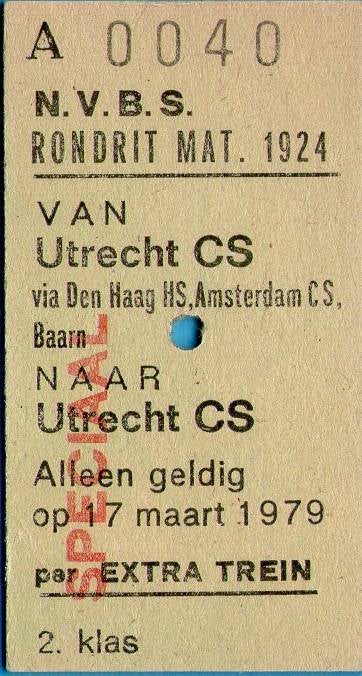 A 0040
N.V.B.S.
RONDRIT MAT. 1924
VAN
Utrecht CS
via Den Haag HS, Amsterdam CS,
Baarn
NAAR
Utrecht CS
Alleen geldig
op 17 maart 1979
per EXTRA TREIN
2. klas
SPECIAAL